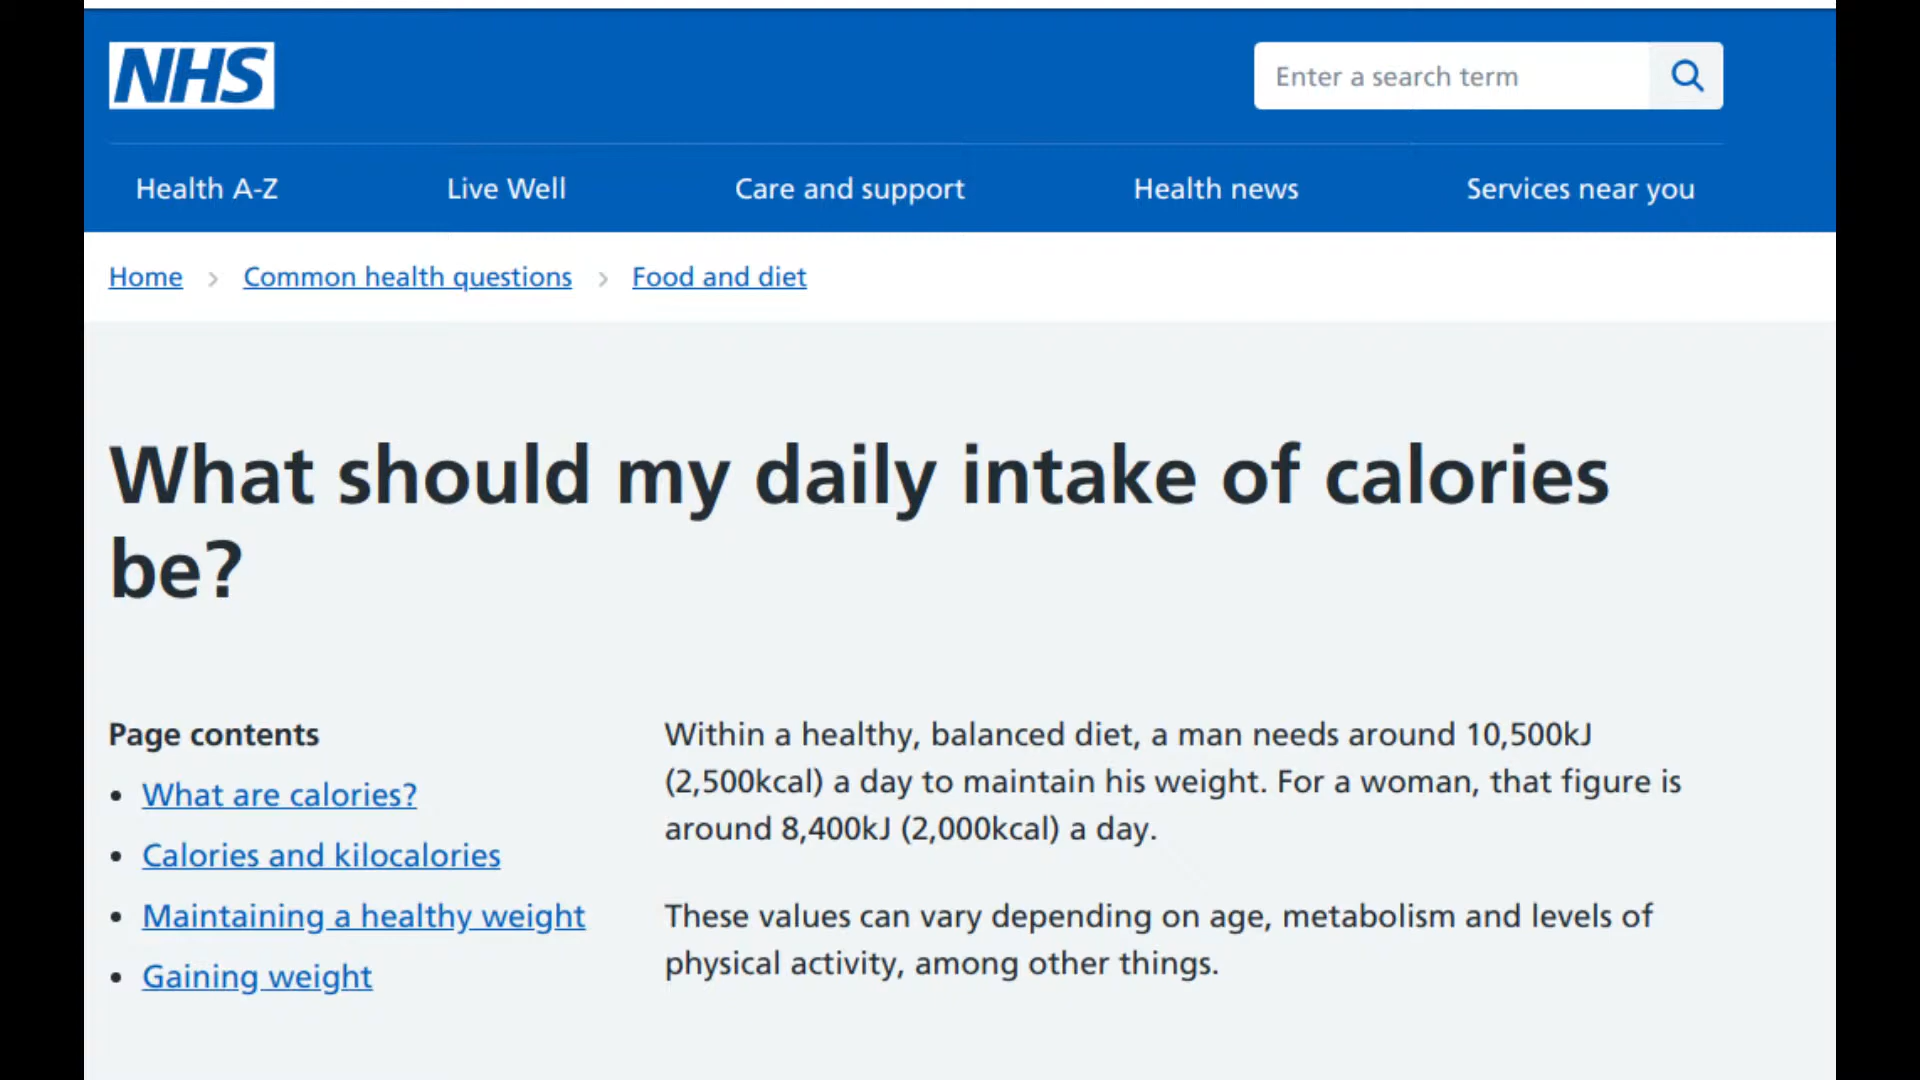 NHS
Enter a search term
Health A-Z
Live Well
Care and support
Health news
Services near you
Home
Common health questions
Food and diet
What should my daily intake of calories
be?
Page contents
What are calories?
Calories and kilocalories
Maintaining a healthy weight
Gaining weight
Within a healthy, balanced diet, a man needs around 10,500kJ
(2,500kcal) a day to maintain his weight. For a woman, that figure is
around 8,400kJ (2,000kcal) a day.
These values can vary depending on age, metabolism and levels of
physical activity, among other things.